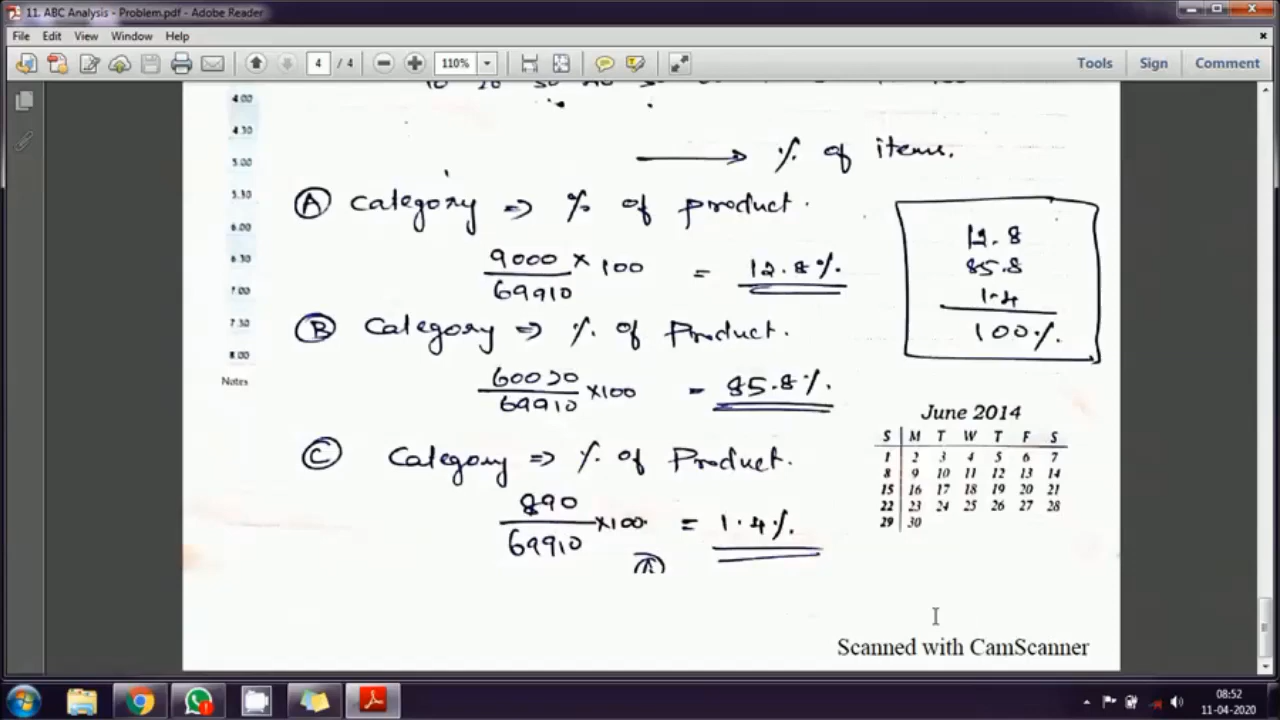 11. ABC Analysis - Problem.pdf - Adobe Reader
File Edit View Window Help
4 / 4 110% Tools Sign Comment
4.00
4.30
5.00
5.30
6.00
6.30
7.00
7.30
8.00
Notes
% of items.
A Category => % of product.
9000/69910 × 100 = 12.8%.
B Category => % of Product.
60020/69910 ×100 = 85.8%.
C Category => % of Product.
890/69910 ×100 = 1.4%.
A
12.8
85.8
1.4
100%.
June 2014
S M T W T F S
1 2 3 4 5 6 7
8 9 10 11 12 13 14
15 16 17 18 19 20 21
22 23 24 25 26 27 28
29 30
Scanned with CamScanner
08:52
11-04-2020